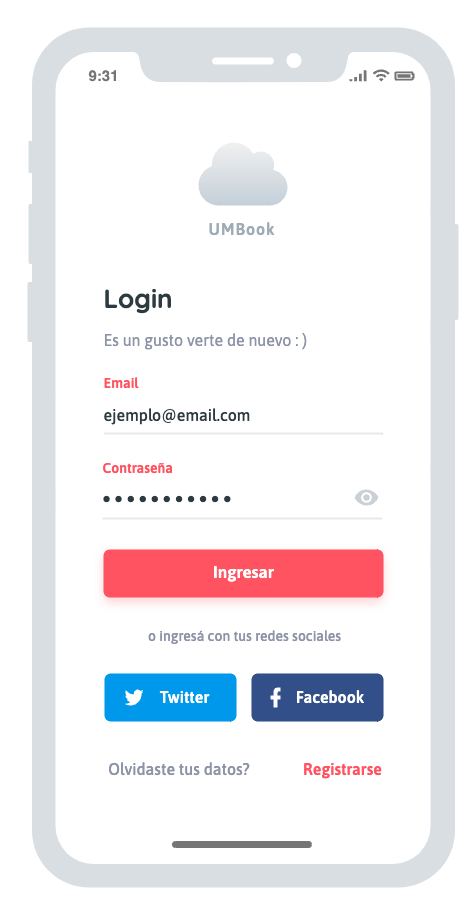 9:31
UMBook
Login
Es un gusto verte de nuevo : )
Email
ejemplo@email.com
Contraseña
Ingresar
o ingresá con tus redes sociales
Twitter
Facebook
Olvidaste tus datos?
Registrarse